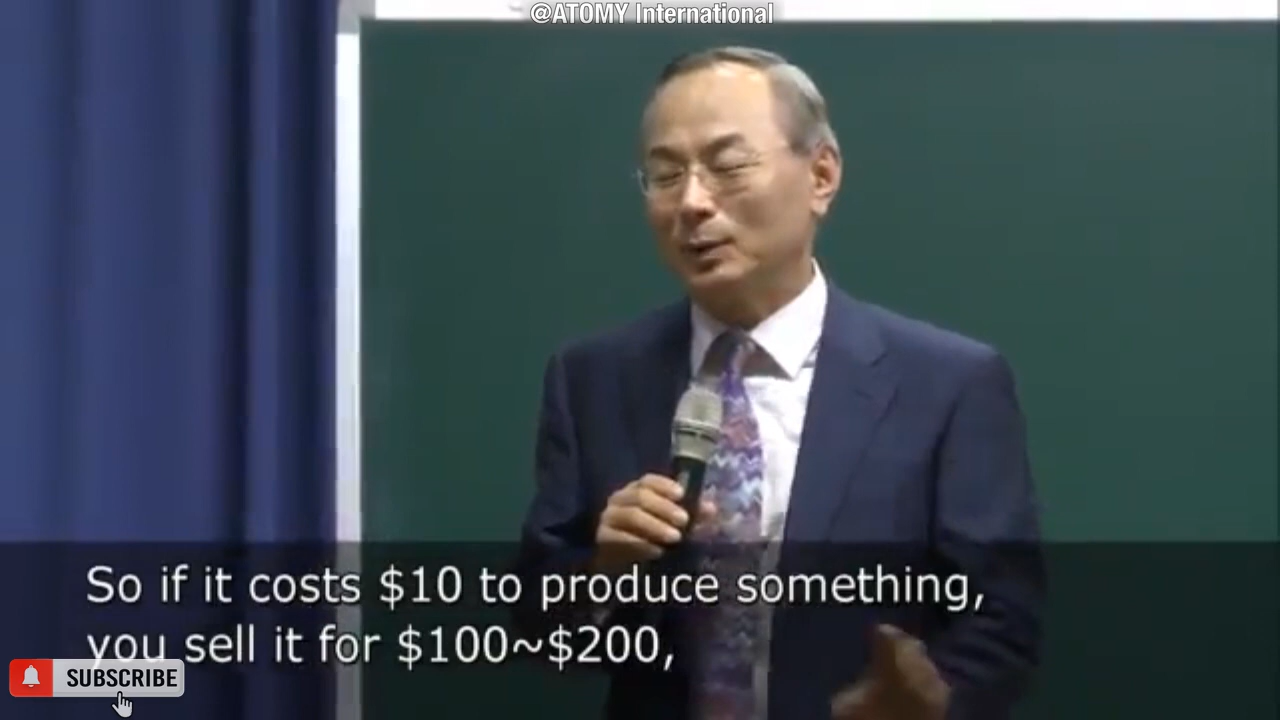 @ATOMY International
So if it costs $10 to produce something,
you sell it for $100~$200,
SUBSCRIBE